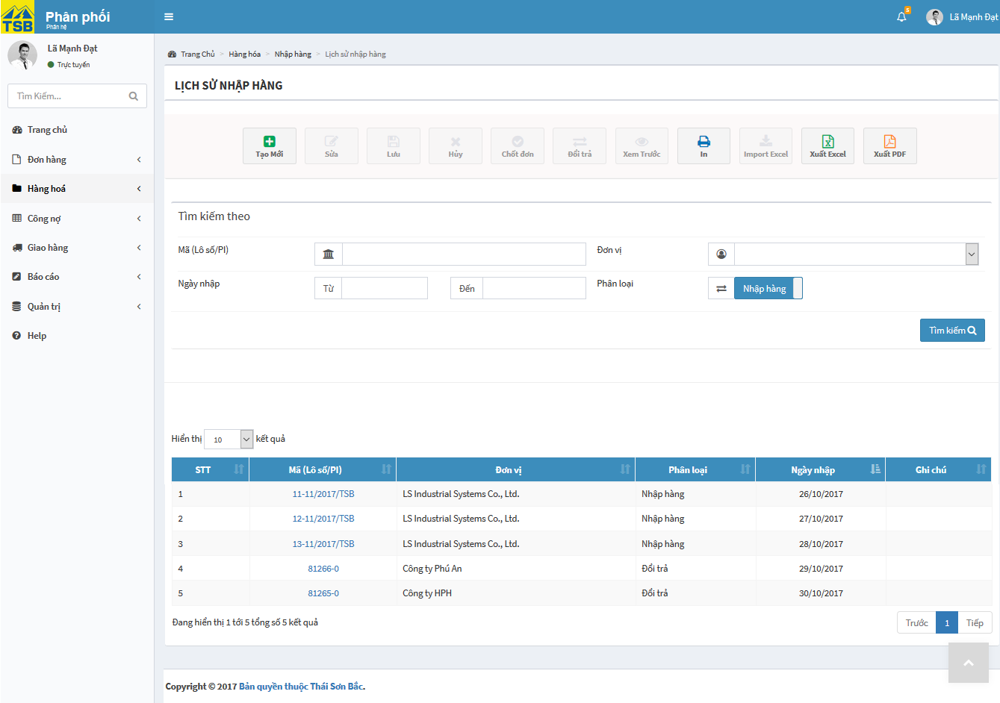 TSB
Phân phối
Phân hệ
5
Lã Mạnh Đạt
Lã Mạnh Đạt
Trực tuyến
Tìm Kiếm...
Trang chủ
Đơn hàng
Hàng hoá
Công nợ
Giao hàng
Báo cáo
Quản trị
Help
Trang Chủ > Hàng hóa > Nhập hàng > Lịch sử nhập hàng
LỊCH SỬ NHẬP HÀNG
Tạo Mới Sửa Lưu Hủy Chốt đơn Đổi trả Xem Trước In Import Excel Xuất Excel Xuất PDF
Tìm kiếm theo
Mã (Lô số/PI) Đơn vị
Ngày nhập Từ Đến Phân loại Nhập hàng
Tìm kiếm
Hiển thị 10 kết quả
STT Mã (Lô số/PI) Đơn vị Phân loại Ngày nhập Ghi chú
1 11-11/2017/TSB LS Industrial Systems Co., Ltd. Nhập hàng 26/10/2017
2 12-11/2017/TSB LS Industrial Systems Co., Ltd. Nhập hàng 27/10/2017
3 13-11/2017/TSB LS Industrial Systems Co., Ltd. Nhập hàng 28/10/2017
4 81266-0 Công ty Phú An Đổi trả 29/10/2017
5 81265-0 Công ty HPH Đổi trả 30/10/2017
Đang hiển thị 1 tới 5 tổng số 5 kết quả
Trước 1 Tiếp
Copyright © 2017 Bản quyền thuộc Thái Sơn Bắc.